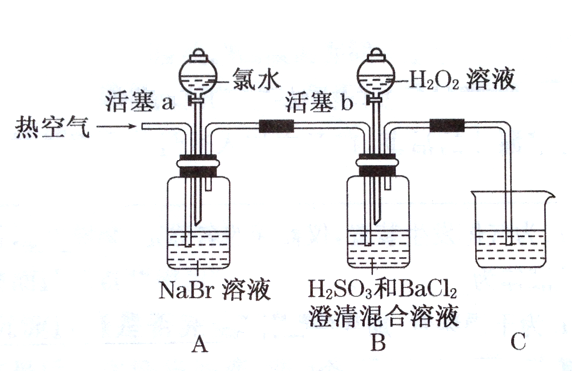 氯水
H₂O₂ 溶液
活塞 a
活塞 b
热空气
NaBr 溶液
H₂SO₃和BaCl₂
澄清混合溶液
A
B
C